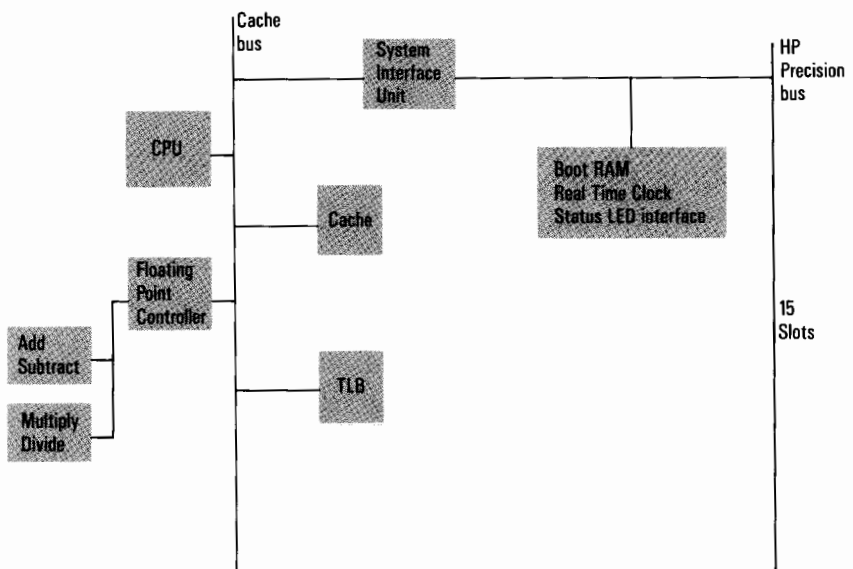 Cache
bus
System
Interface
Unit
HP
Precision
bus
CPU
Boot RAM
Real Time Clock
Status LED interface
Cache
Floating
Point
Controller
15
Slots
Add
Subtract
TLB
Multiply
Divide